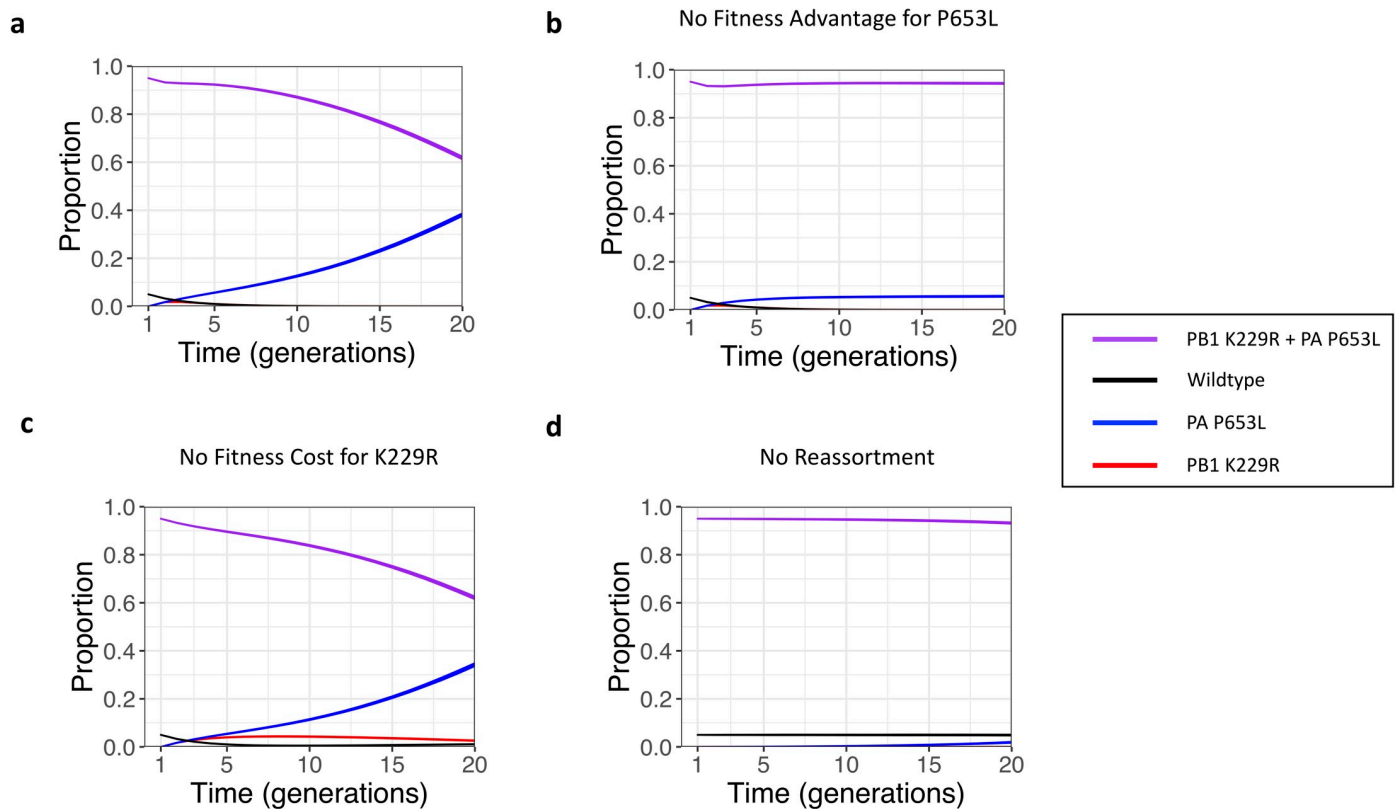 a
1.0
0.8
0.6
0.4
0.2
0.0
Proportion
1 5 10 15 20
Time (generations)
b
No Fitness Advantage for P653L
1.0
0.8
0.6
0.4
0.2
0.0
Proportion
1 5 10 15 20
Time (generations)
PB1 K229R + PA P653L
Wildtype
PA P653L
PB1 K229R
c
No Fitness Cost for K229R
1.0
0.8
0.6
0.4
0.2
0.0
Proportion
1 5 10 15 20
Time (generations)
d
No Reassortment
1.0
0.8
0.6
0.4
0.2
0.0
Proportion
1 5 10 15 20
Time (generations)